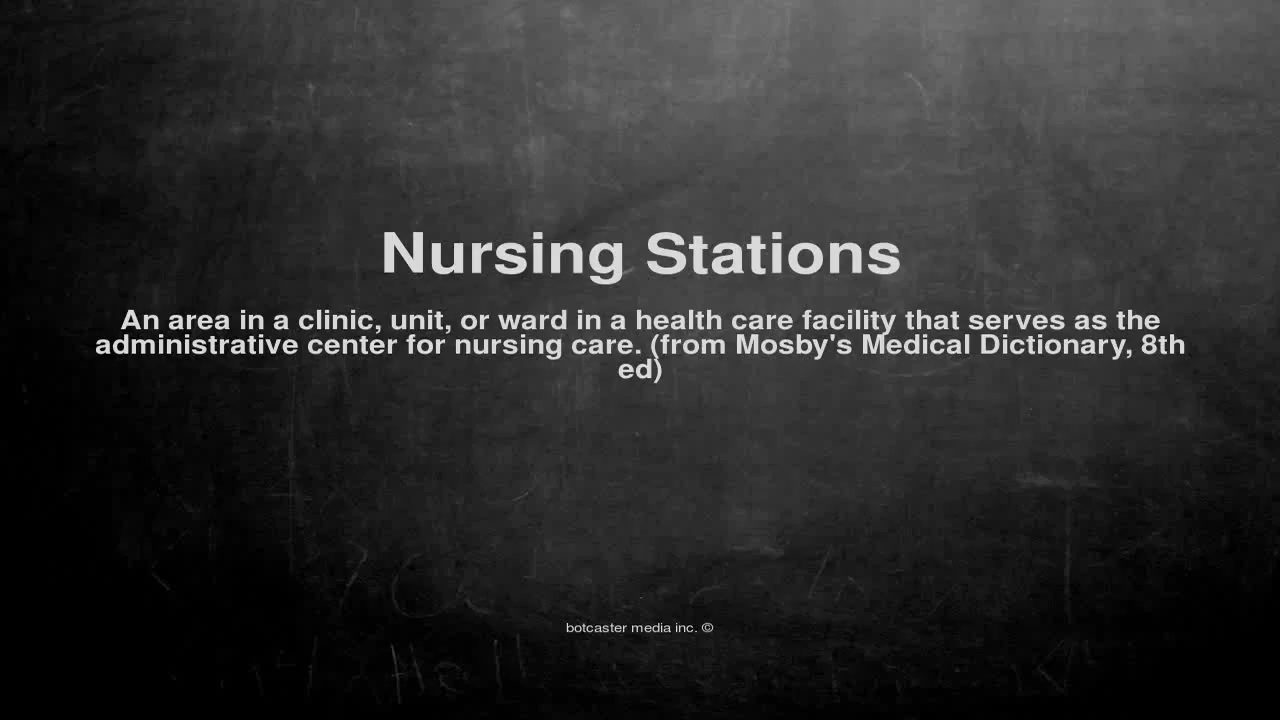 Nursing Stations
An area in a clinic, unit, or ward in a health care facility that serves as the
administrative center for nursing care. (from Mosby's Medical Dictionary, 8th
ed)
botcaster media inc. ©